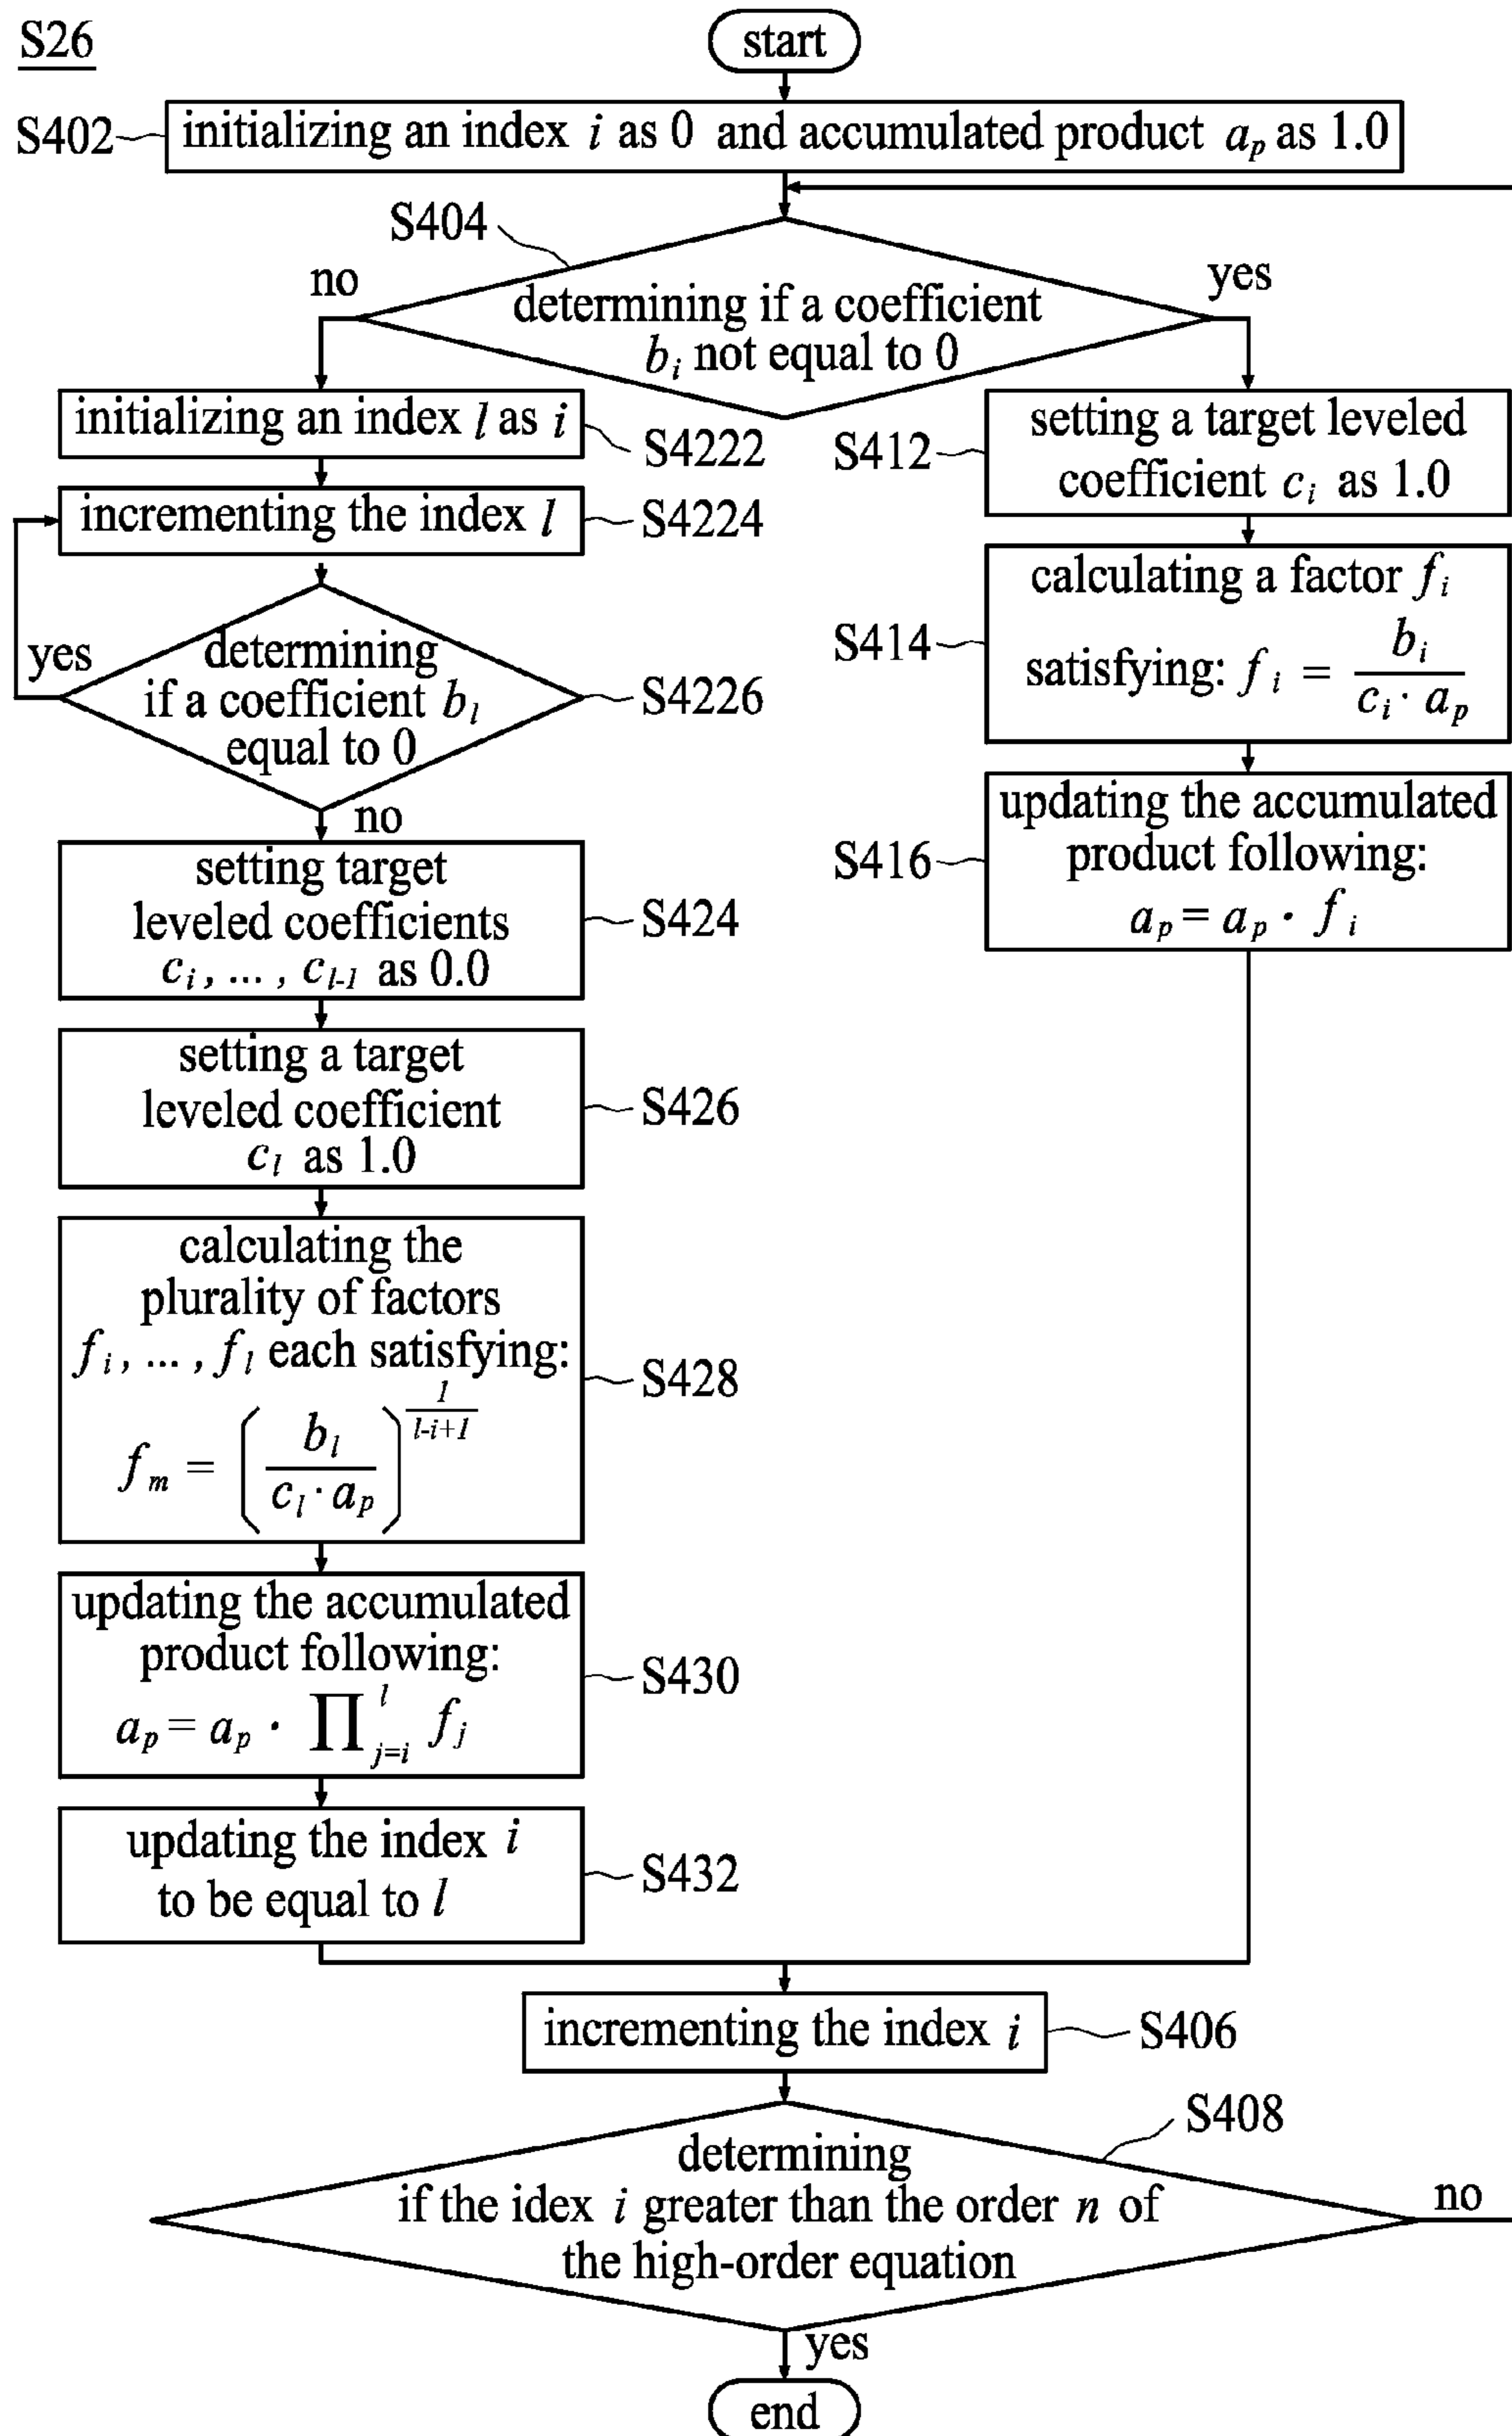 S26
start
S402
initializing an index i as 0 and accumulated product a_p as 1.0
S404
no
yes
determining if a coefficient
b_i not equal to 0
initializing an index l as i
S4222
incrementing the index l
S4224
yes
determining
if a coefficient b_l
equal to 0
S4226
no
setting target
leveled coefficients
c_i, ... , c_{l-1} as 0.0
S424
setting a target
leveled coefficient
c_l as 1.0
S426
calculating the
plurality of factors
f_i, ... , f_l each satisfying:
f_m = (b_l / (c_l · a_p))^{1/(l-i+1)}
S428
updating the accumulated
product following:
a_p = a_p · ∏_{j=i}^{l} f_j
S430
updating the index i
to be equal to l
S432
S412
setting a target leveled
coefficient c_i as 1.0
S414
calculating a factor f_i
satisfying: f_i = b_i / (c_i · a_p)
S416
updating the accumulated
product following:
a_p = a_p · f_i
incrementing the index i
S406
S408
determining
if the idex i greater than the order n of
the high-order equation
no
yes
end